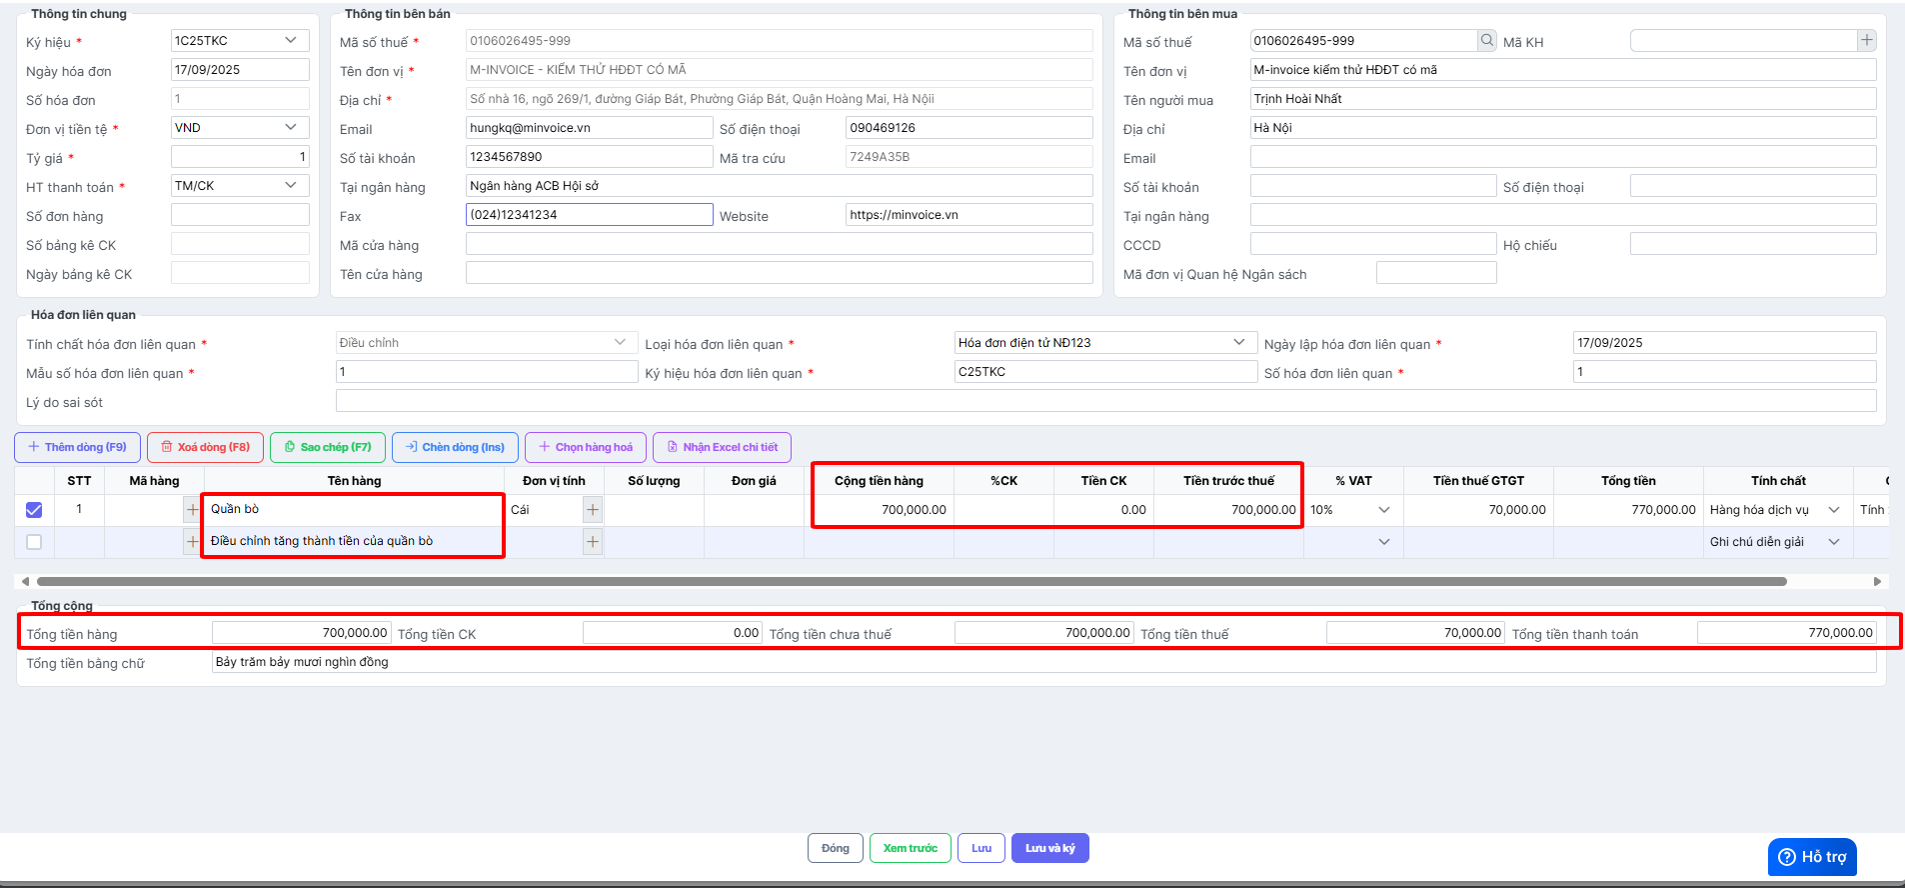 Thông tin chung
Ký hiệu * 1C25TKC
Ngày hóa đơn 17/09/2025
Số hóa đơn 1
Đơn vị tiền tệ * VND
Tỷ giá * 1
HT thanh toán * TM/CK
Số đơn hàng
Số bảng kê CK
Ngày bảng kê CK
Thông tin bên bán
Mã số thuế * 0106026495-999
Tên đơn vị * M-INVOICE - KIỂM THỬ HĐĐT CÓ MÃ
Địa chỉ * Số nhà 16, ngõ 269/1, đường Giáp Bát, Phường Giáp Bát, Quận Hoàng Mai, Hà Nộii
Email hungkq@minvoice.vn Số điện thoại 090469126
Số tài khoản 1234567890 Mã tra cứu 7249A35B
Tại ngân hàng Ngân hàng ACB Hội sở
Fax (024)12341234 Website https://minvoice.vn
Mã cửa hàng
Tên cửa hàng
Thông tin bên mua
Mã số thuế 0106026495-999 Mã KH
Tên đơn vị M-invoice kiểm thử HĐĐT có mã
Tên người mua Trịnh Hoài Nhất
Địa chỉ Hà Nội
Email
Số tài khoản Số điện thoại
Tại ngân hàng
CCCD Hộ chiếu
Mã đơn vị Quan hệ Ngân sách
Hóa đơn liên quan
Tính chất hóa đơn liên quan * Điều chỉnh Loại hóa đơn liên quan * Hóa đơn điện tử NĐ123 Ngày lập hóa đơn liên quan * 17/09/2025
Mẫu số hóa đơn liên quan * 1 Ký hiệu hóa đơn liên quan * C25TKC Số hóa đơn liên quan * 1
Lý do sai sót
Thêm dòng (F9) Xoá dòng (F8) Sao chép (F7) Chèn dòng (Ins) Chọn hàng hoá Nhận Excel chi tiết
STT Mã hàng Tên hàng Đơn vị tính Số lượng Đơn giá Cộng tiền hàng %CK Tiền CK Tiền trước thuế % VAT Tiền thuế GTGT Tổng tiền Tính chất
1 Quần bò Cái 700,000.00 0.00 700,000.00 10% 70,000.00 770,000.00 Hàng hóa dịch vụ Tính
Điều chỉnh tăng thành tiền của quần bò Ghi chú diễn giải
Tổng cộng
Tổng tiền hàng 700,000.00 Tổng tiền CK 0.00 Tổng tiền chưa thuế 700,000.00 Tổng tiền thuế 70,000.00 Tổng tiền thanh toán 770,000.00
Tổng tiền bằng chữ Bảy trăm bảy mươi nghìn đồng
Đóng Xem trước Lưu Lưu và ký
Hỗ trợ